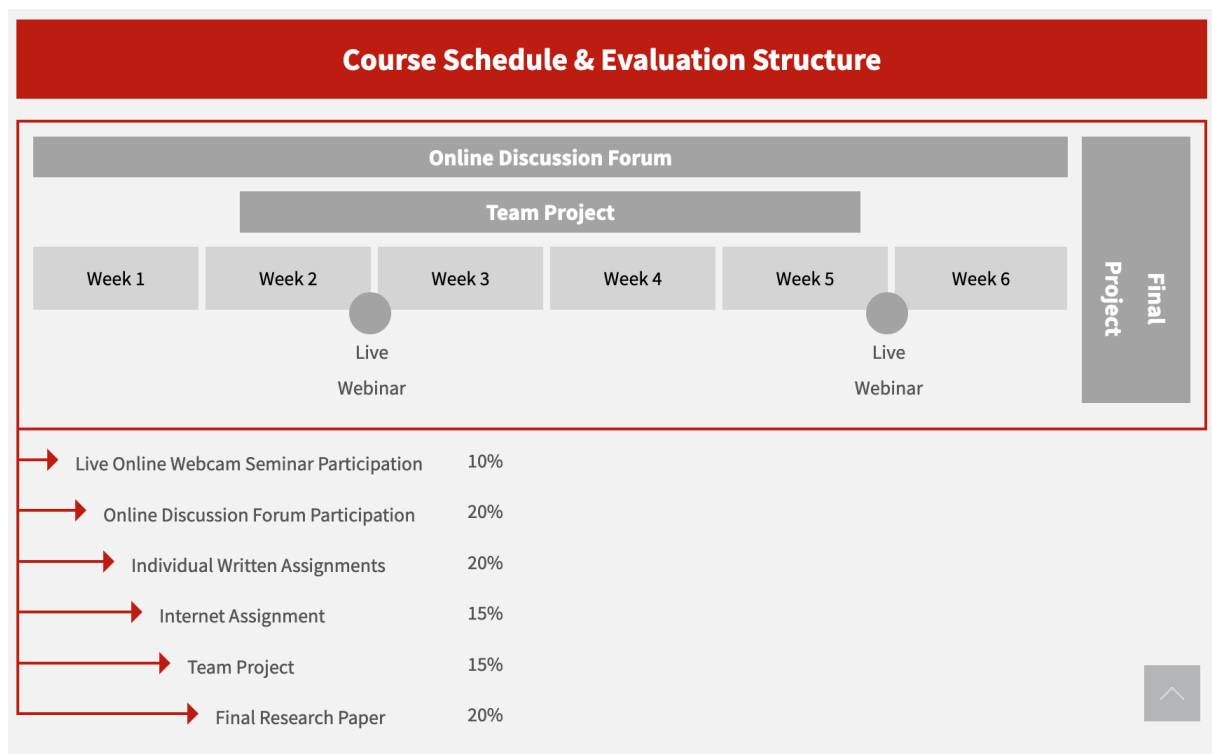 Course Schedule & Evaluation Structure
Online Discussion Forum
Team Project
Week 1
Week 2
Week 3
Week 4
Week 5
Week 6
Live
Webinar
Live
Webinar
Final
Project
Live Online Webcam Seminar Participation 10%
Online Discussion Forum Participation 20%
Individual Written Assignments 20%
Internet Assignment 15%
Team Project 15%
Final Research Paper 20%